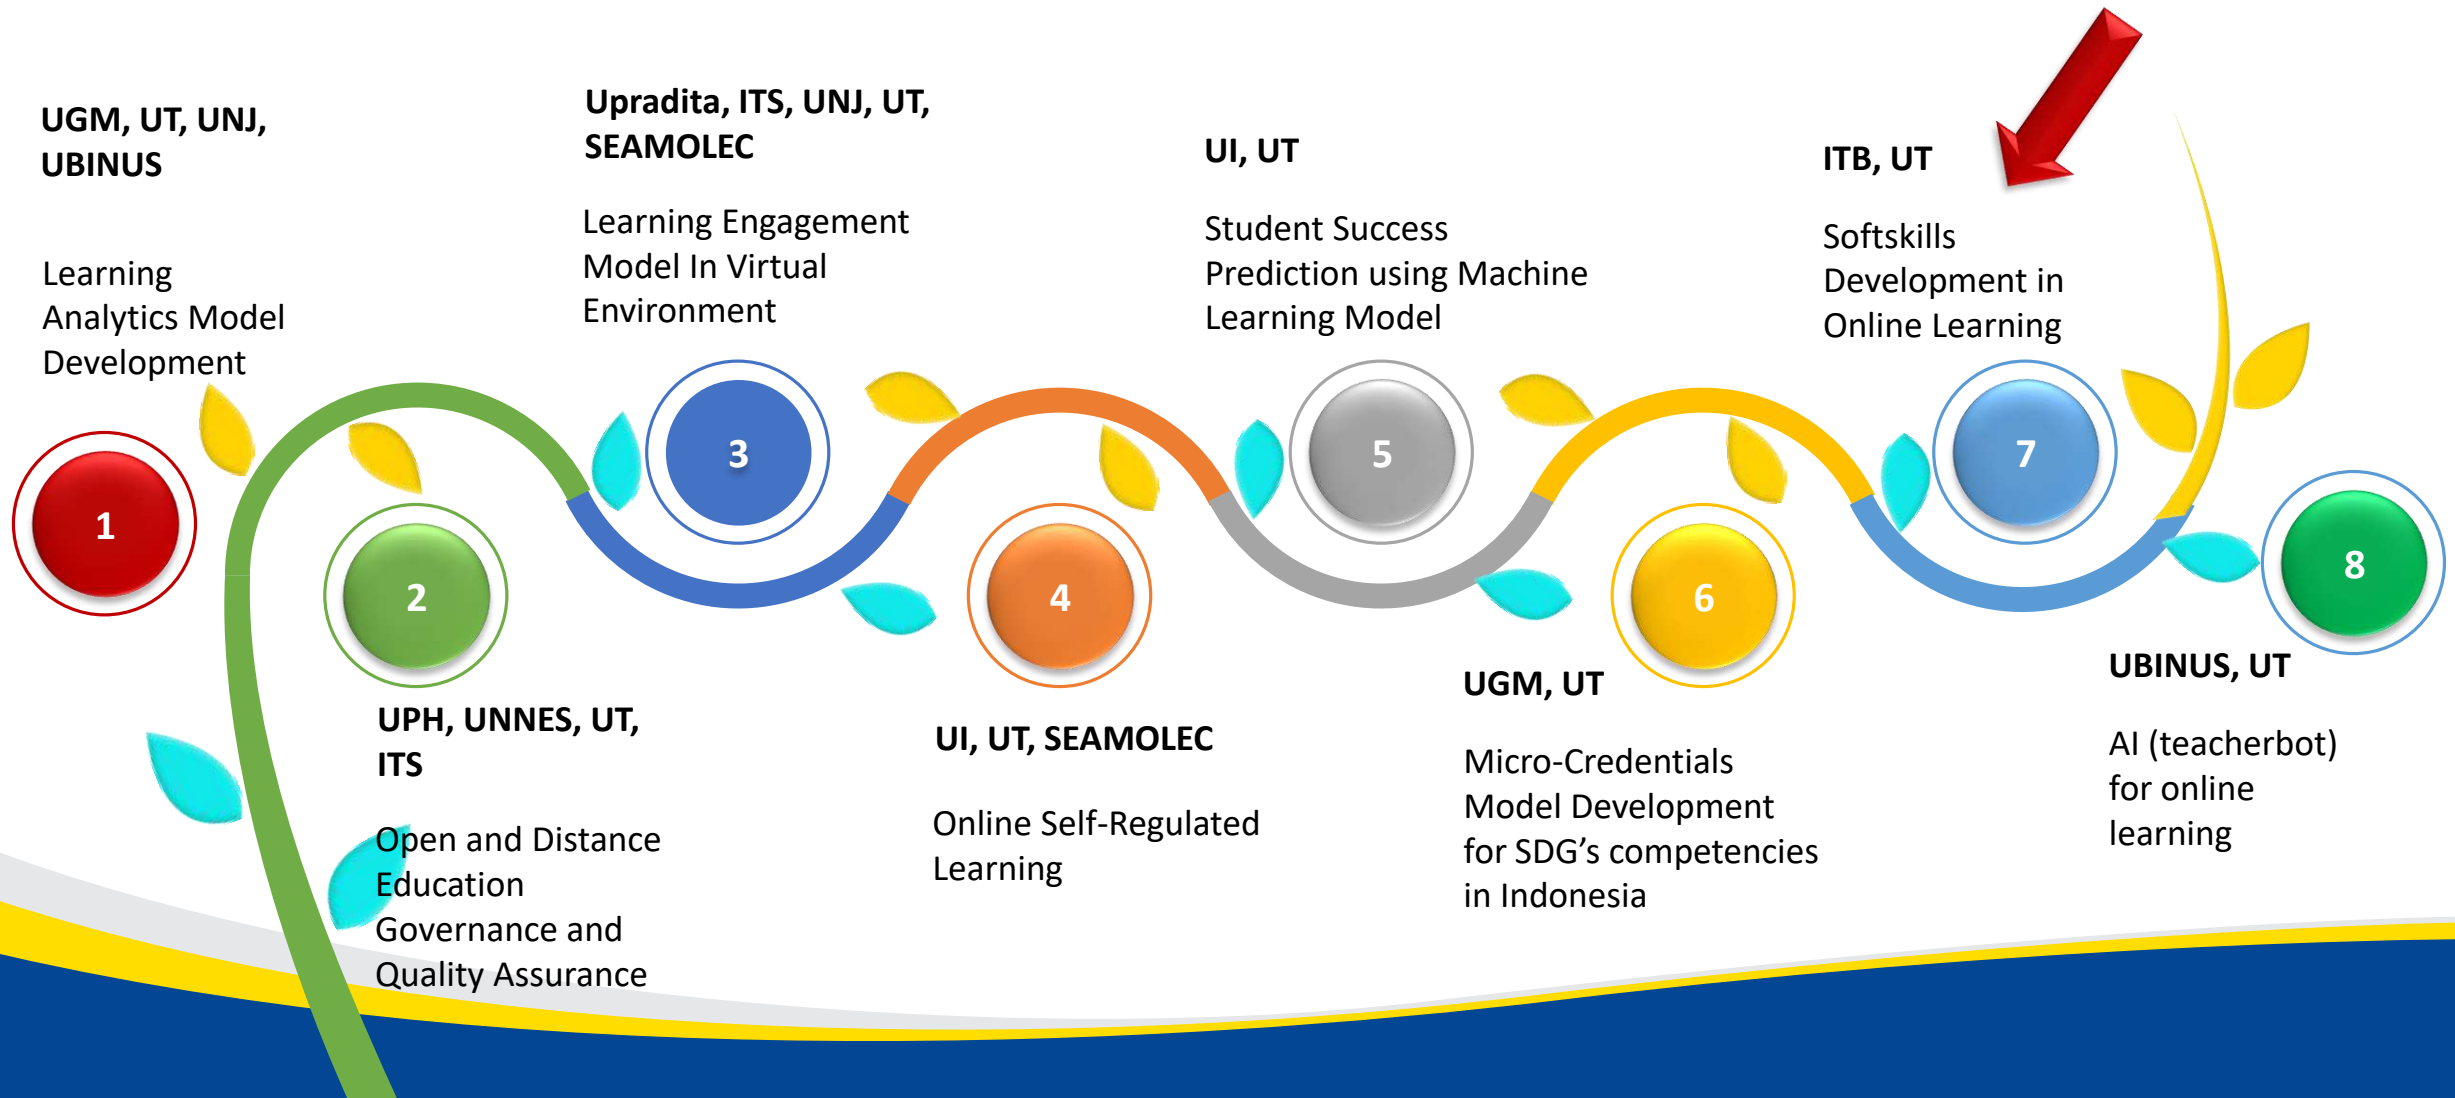 UGM, UT, UNJ,
UBINUS
Learning
Analytics Model
Development
1
UPH, UNNES, UT,
ITS
Open and Distance
Education
Governance and
Quality Assurance
2
Upradita, ITS, UNJ, UT,
SEAMOLEC
Learning Engagement
Model In Virtual
Environment
3
UI, UT, SEAMOLEC
Online Self-Regulated
Learning
4
UI, UT
Student Success
Prediction using Machine
Learning Model
5
UGM, UT
Micro-Credentials
Model Development
for SDG’s competencies
in Indonesia
6
ITB, UT
Softskills
Development in
Online Learning
7
UBINUS, UT
AI (teacherbot)
for online
learning
8